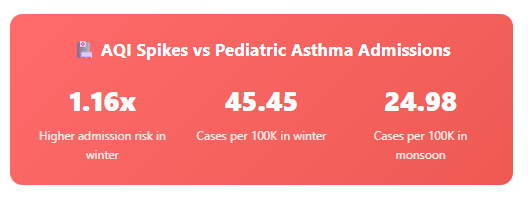 AQI Spikes vs Pediatric Asthma Admissions
1.16x
45.45
24.98
Higher admission risk in
winter
Cases per 100K in winter
Cases per 100K in
monsoon